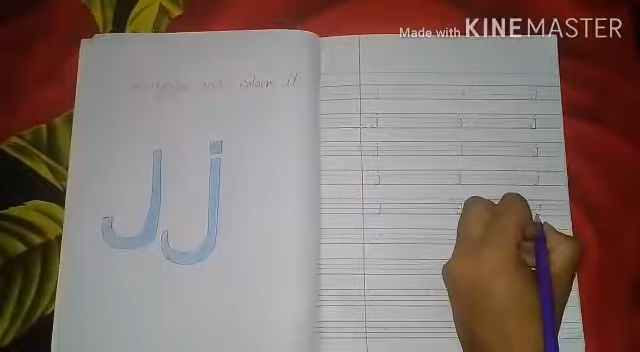 Made with KINEMASTER
and colour it
J j
j
j j j
j j j
j j j
j j